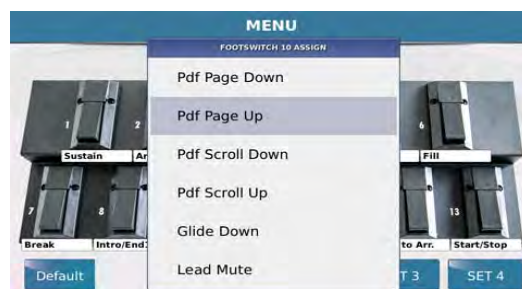 MENU
FOOTSWITCH 10 ASSIGN
Pdf Page Down
Pdf Page Up
Pdf Scroll Down
Pdf Scroll Up
Glide Down
Lead Mute
1
2
6
Sustain
Ar
Fill
7
8
13
Break
Intro/End
to Arr.
Start/Stop
Default
T 3
SET 4